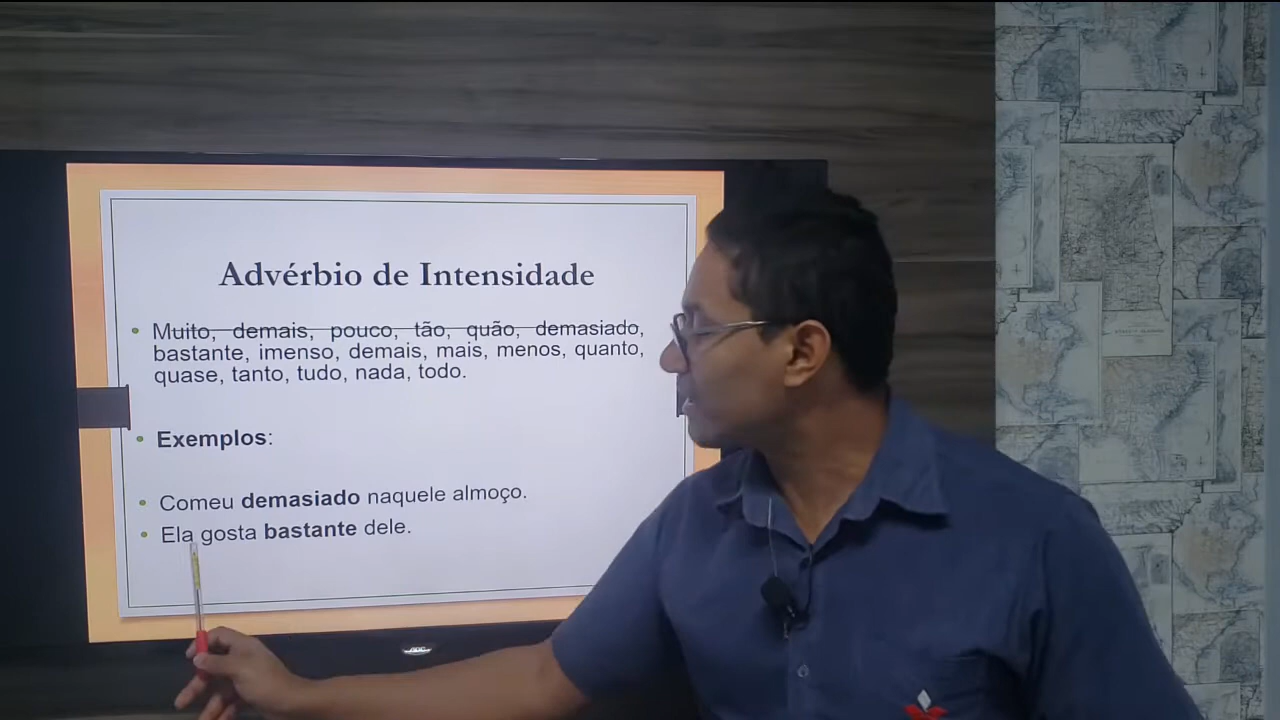 Advérbio de Intensidade
• Muito, demais, pouco, tão, quão, demasiado,
bastante, imenso, demais, mais, menos, quanto,
quase, tanto, tudo, nada, todo.
• Exemplos:
• Comeu demasiado naquele almoço.
• Ela gosta bastante dele.
AOC